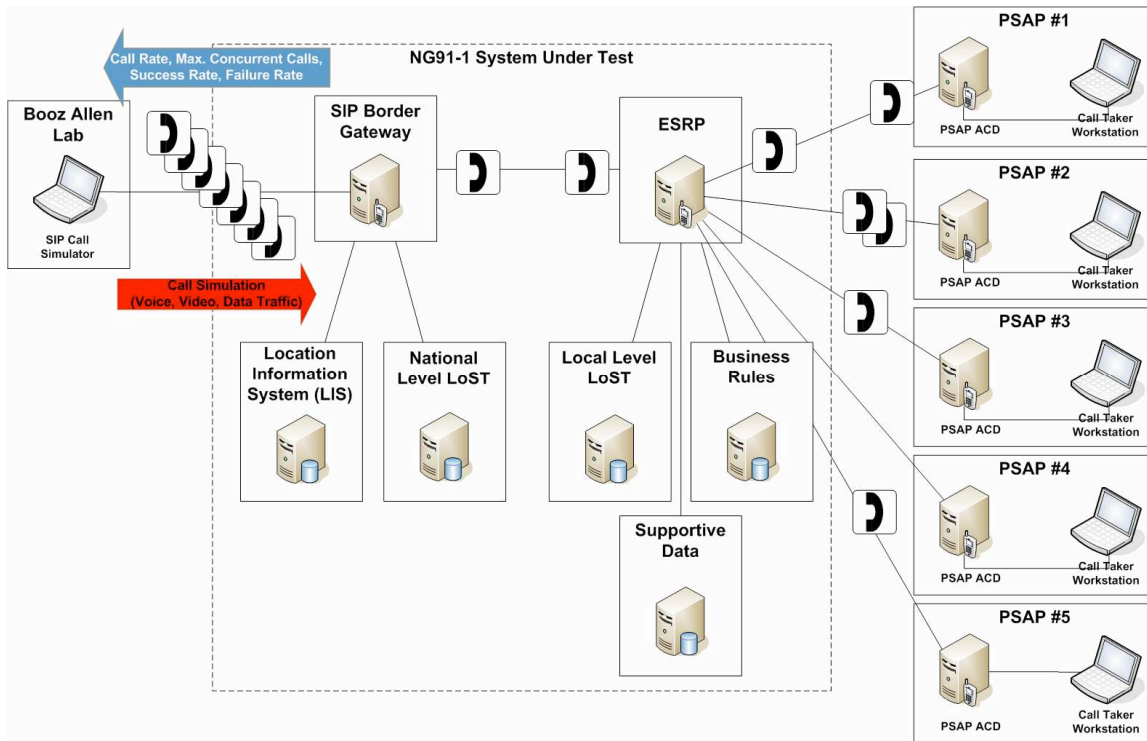 Call Rate, Max. Concurrent Calls,
Success Rate, Failure Rate
NG91-1 System Under Test
Booz Allen
Lab
SIP Call
Simulator
SIP Border
Gateway
ESRP
Call Simulation
(Voice, Video, Data Traffic)
Location
Information
System (LIS)
National
Level LoST
Local Level
LoST
Business
Rules
Supportive
Data
PSAP #1
PSAP ACD
Call Taker
Workstation
PSAP #2
PSAP ACD
Call Taker
Workstation
PSAP #3
PSAP ACD
Call Taker
Workstation
PSAP #4
PSAP ACD
Call Taker
Workstation
PSAP #5
PSAP ACD
Call Taker
Workstation